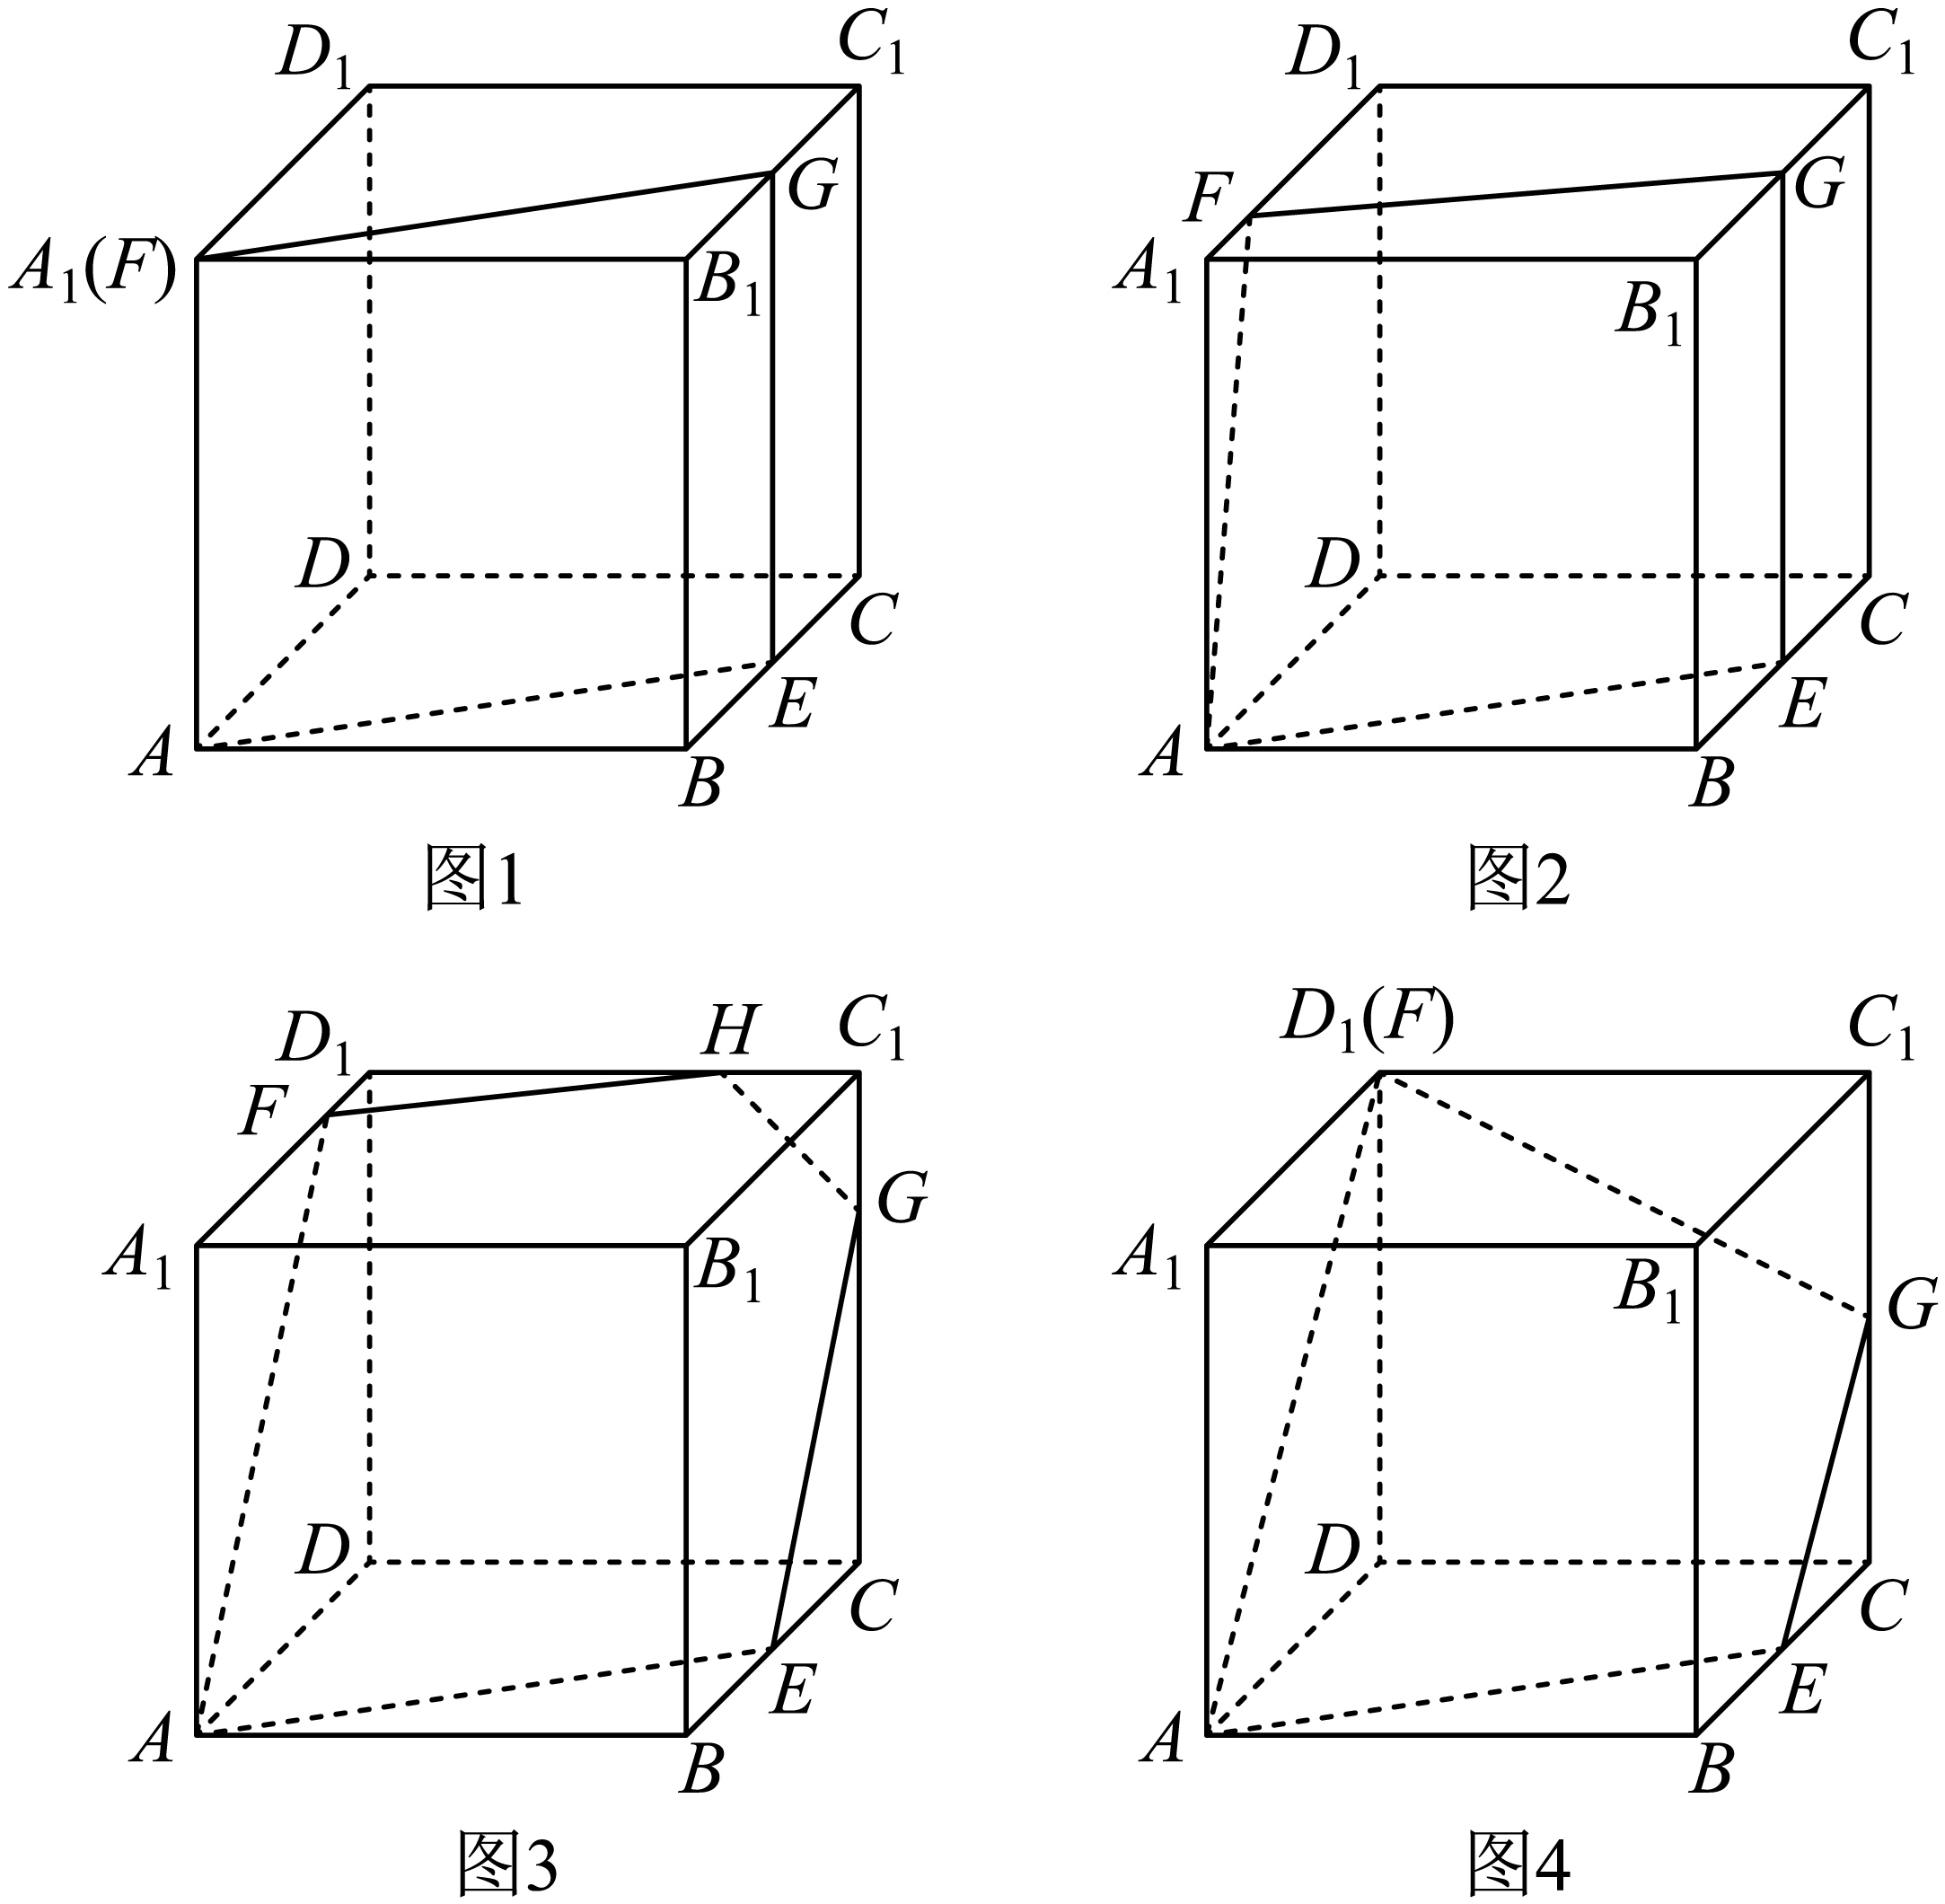 D₁ C₁ D₁ C₁
G F G
A₁(F) B₁ A₁ B₁
D C D C
E E
A B A B
图1 图2
D₁ H C₁ D₁(F) C₁
F G
A₁ B₁ A₁ B₁ G
D C D C
E E
A B A B
图3 图4